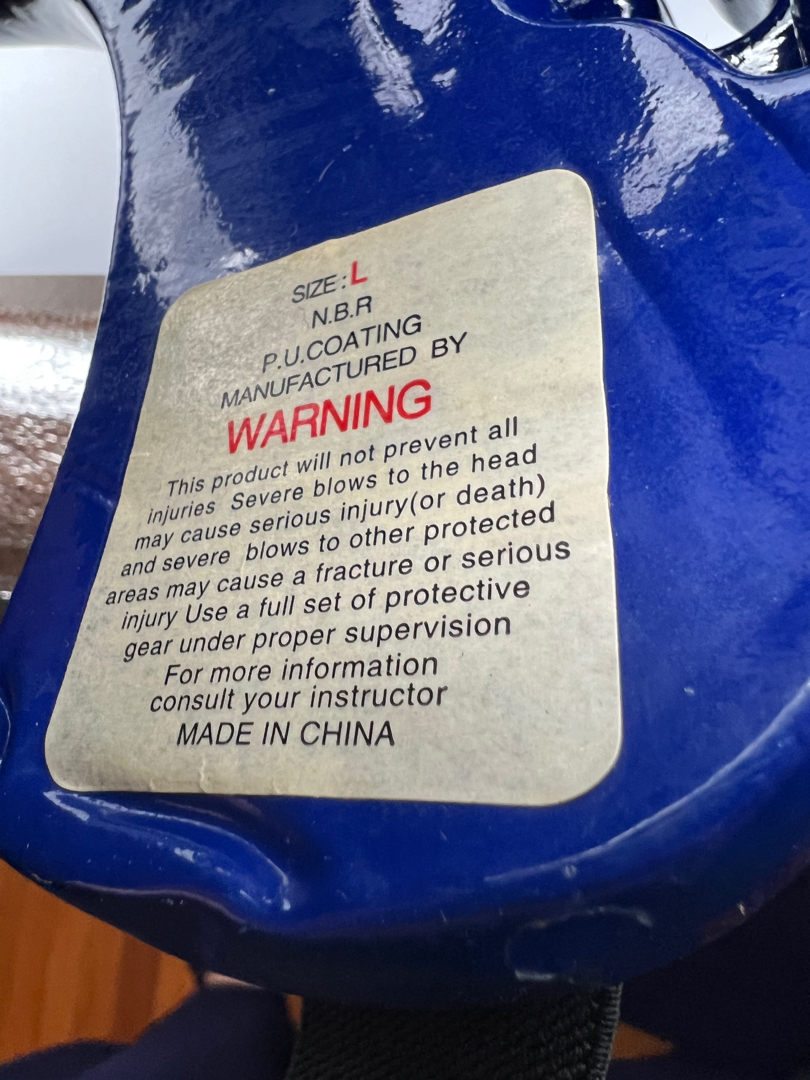 SIZE:L
N.B.R
P.U.COATING
MANUFACTURED BY
WARNING
This product will not prevent all
injuries Severe blows to the head
may cause serious injury(or death)
and severe blows to other protected
areas may cause a fracture or serious
injury Use a full set of protective
gear under proper supervision
For more information
consult your instructor
MADE IN CHINA